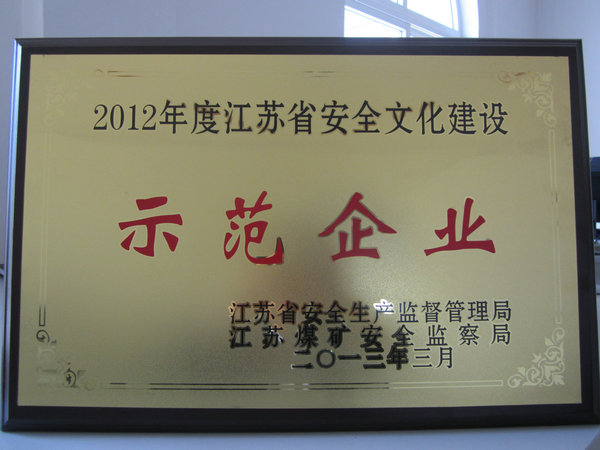 2012年度江苏省安全文化建设
示范企业
江苏省安全生产监督管理局
江苏煤矿安全监察局
二〇一三年三月